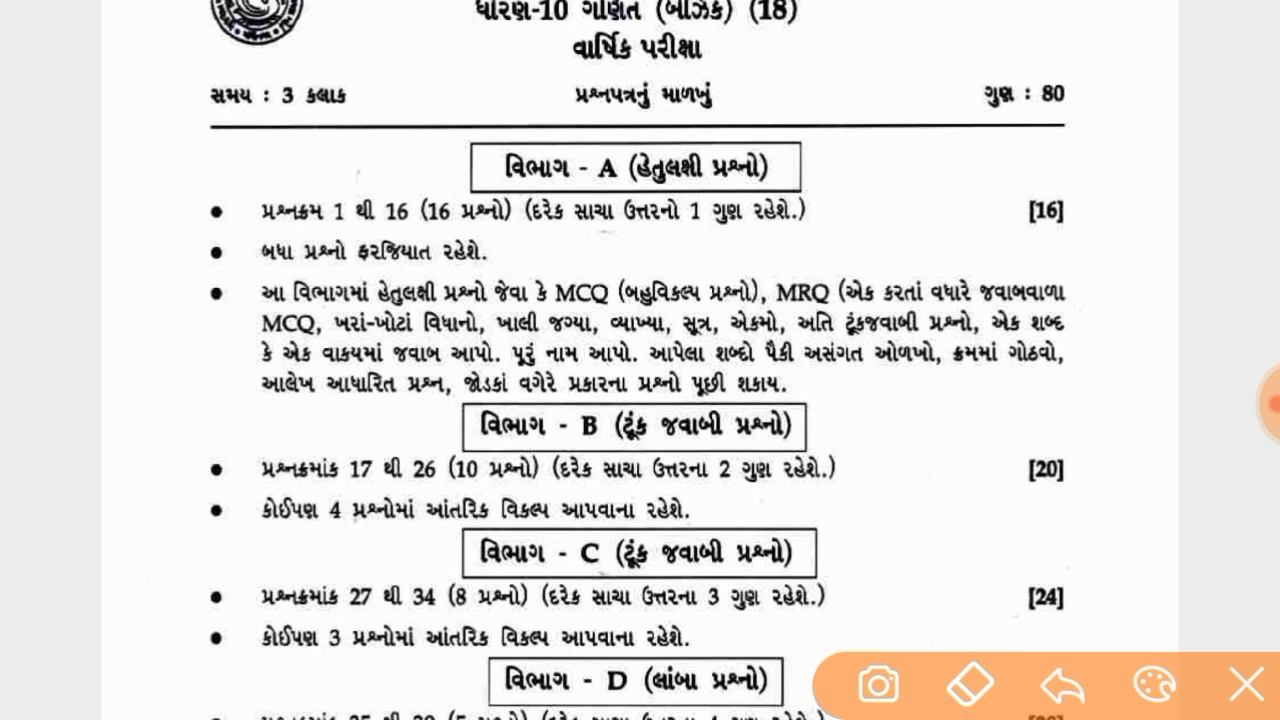 ધોરણ-10 ગણિત (બેઝિક) (18)
વાર્ષિક પરીક્ષા
સમય : 3 કલાક પ્રશ્નપત્રનું માળખું ગુણ : 80
વિભાગ - A (હેતુલક્ષી પ્રશ્નો)
● પ્રશ્નક્રમ 1 થી 16 (16 પ્રશ્નો) (દરેક સાચા ઉત્તરનો 1 ગુણ રહેશે.) [16]
● બધા પ્રશ્નો ફરજિયાત રહેશે.
● આ વિભાગમાં હેતુલક્ષી પ્રશ્નો જેવા કે MCQ (બહુવિકલ્પ પ્રશ્નો), MRQ (એક કરતાં વધારે જવાબવાળા
MCQ, ખરાં-ખોટાં વિધાનો, ખાલી જગ્યા, વ્યાખ્યા, સૂત્ર, એકમો, અતિ ટૂંકજવાબી પ્રશ્નો, એક શબ્દ
કે એક વાકયમાં જવાબ આપો. પૂરું નામ આપો. આપેલા શબ્દો પૈકી અસંગત ઓળખો, ક્રમમાં ગોઠવો,
આલેખ આધારિત પ્રશ્ન, જોડકાં વગેરે પ્રકારના પ્રશ્નો પૂછી શકાય.
વિભાગ - B (ટૂંક જવાબી પ્રશ્નો)
● પ્રશ્નક્રમાંક 17 થી 26 (10 પ્રશ્નો) (દરેક સાચા ઉત્તરના 2 ગુણ રહેશે.) [20]
● કોઈપણ 4 પ્રશ્નોમાં આંતરિક વિકલ્પ આપવાના રહેશે.
વિભાગ - C (ટૂંક જવાબી પ્રશ્નો)
● પ્રશ્નક્રમાંક 27 થી 34 (8 પ્રશ્નો) (દરેક સાચા ઉત્તરના 3 ગુણ રહેશે.) [24]
● કોઈપણ 3 પ્રશ્નોમાં આંતરિક વિકલ્પ આપવાના રહેશે.
વિભાગ - D (લાંબા પ્રશ્નો)